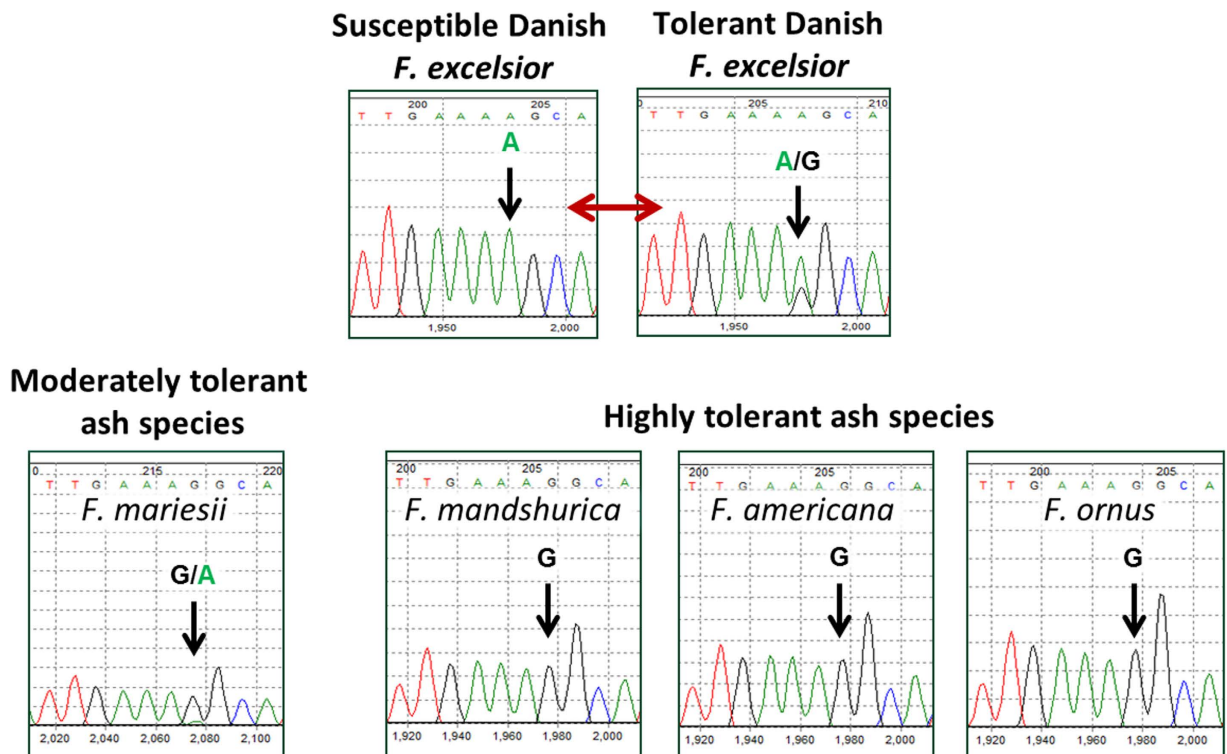 Susceptible Danish
F. excelsior
Tolerant Danish
F. excelsior
200 205
T T G A A A A G C A
A
1,950 2,000
0 205 210
T T G A A A A G C A
A/G
1,950 2,000
Moderately tolerant
ash species
Highly tolerant ash species
0 215 220
T T G A A A G G C A
F. mariesii
G/A
2,020 2,040 2,060 2,080 2,100
200 205
T T G A A A G G C A
F. mandshurica
G
1,920 1,940 1,960 1,980 2,000
200 205
T T G A A A G G C A
F. americana
G
1,920 1,940 1,960 1,980 2,000
200 205
T T G A A A G G C A
F. ornus
G
1,920 1,940 1,960 1,980 2,000